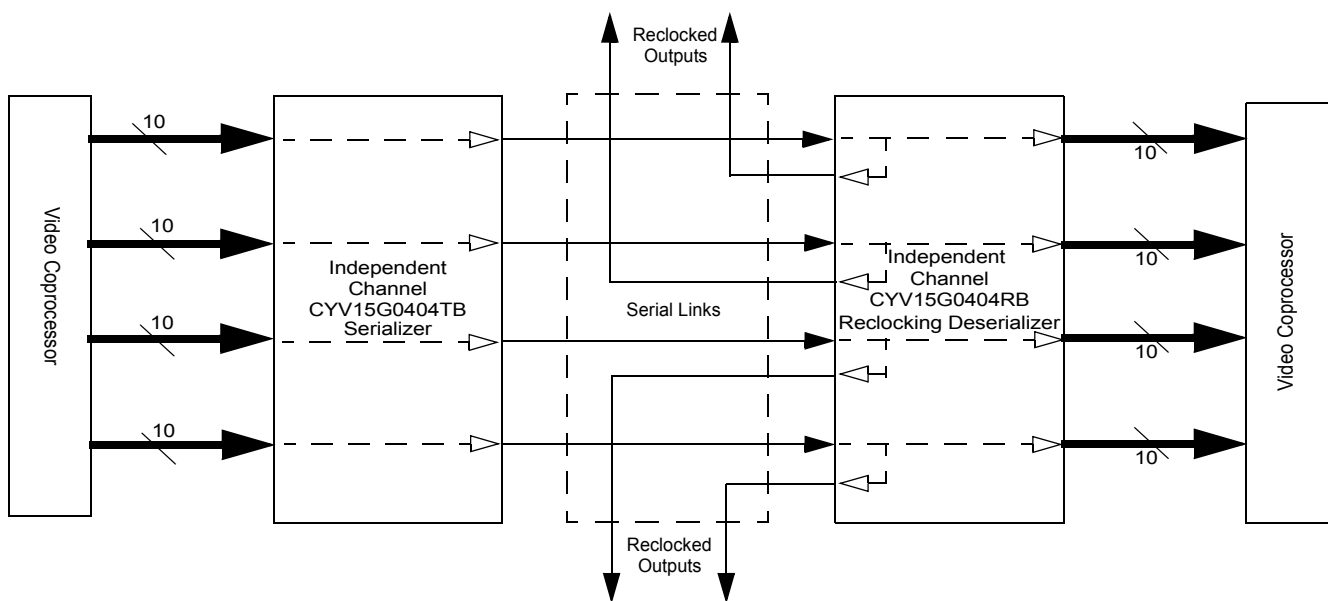 Reclocked
Outputs
10
10
10
10
Video Coprocessor
Independent
Channel
CYV15G0404TB
Serializer
Serial Links
Independent
Channel
CYV15G0404RB
Reclocking Deserializer
10
10
10
10
Video Coprocessor
Reclocked
Outputs